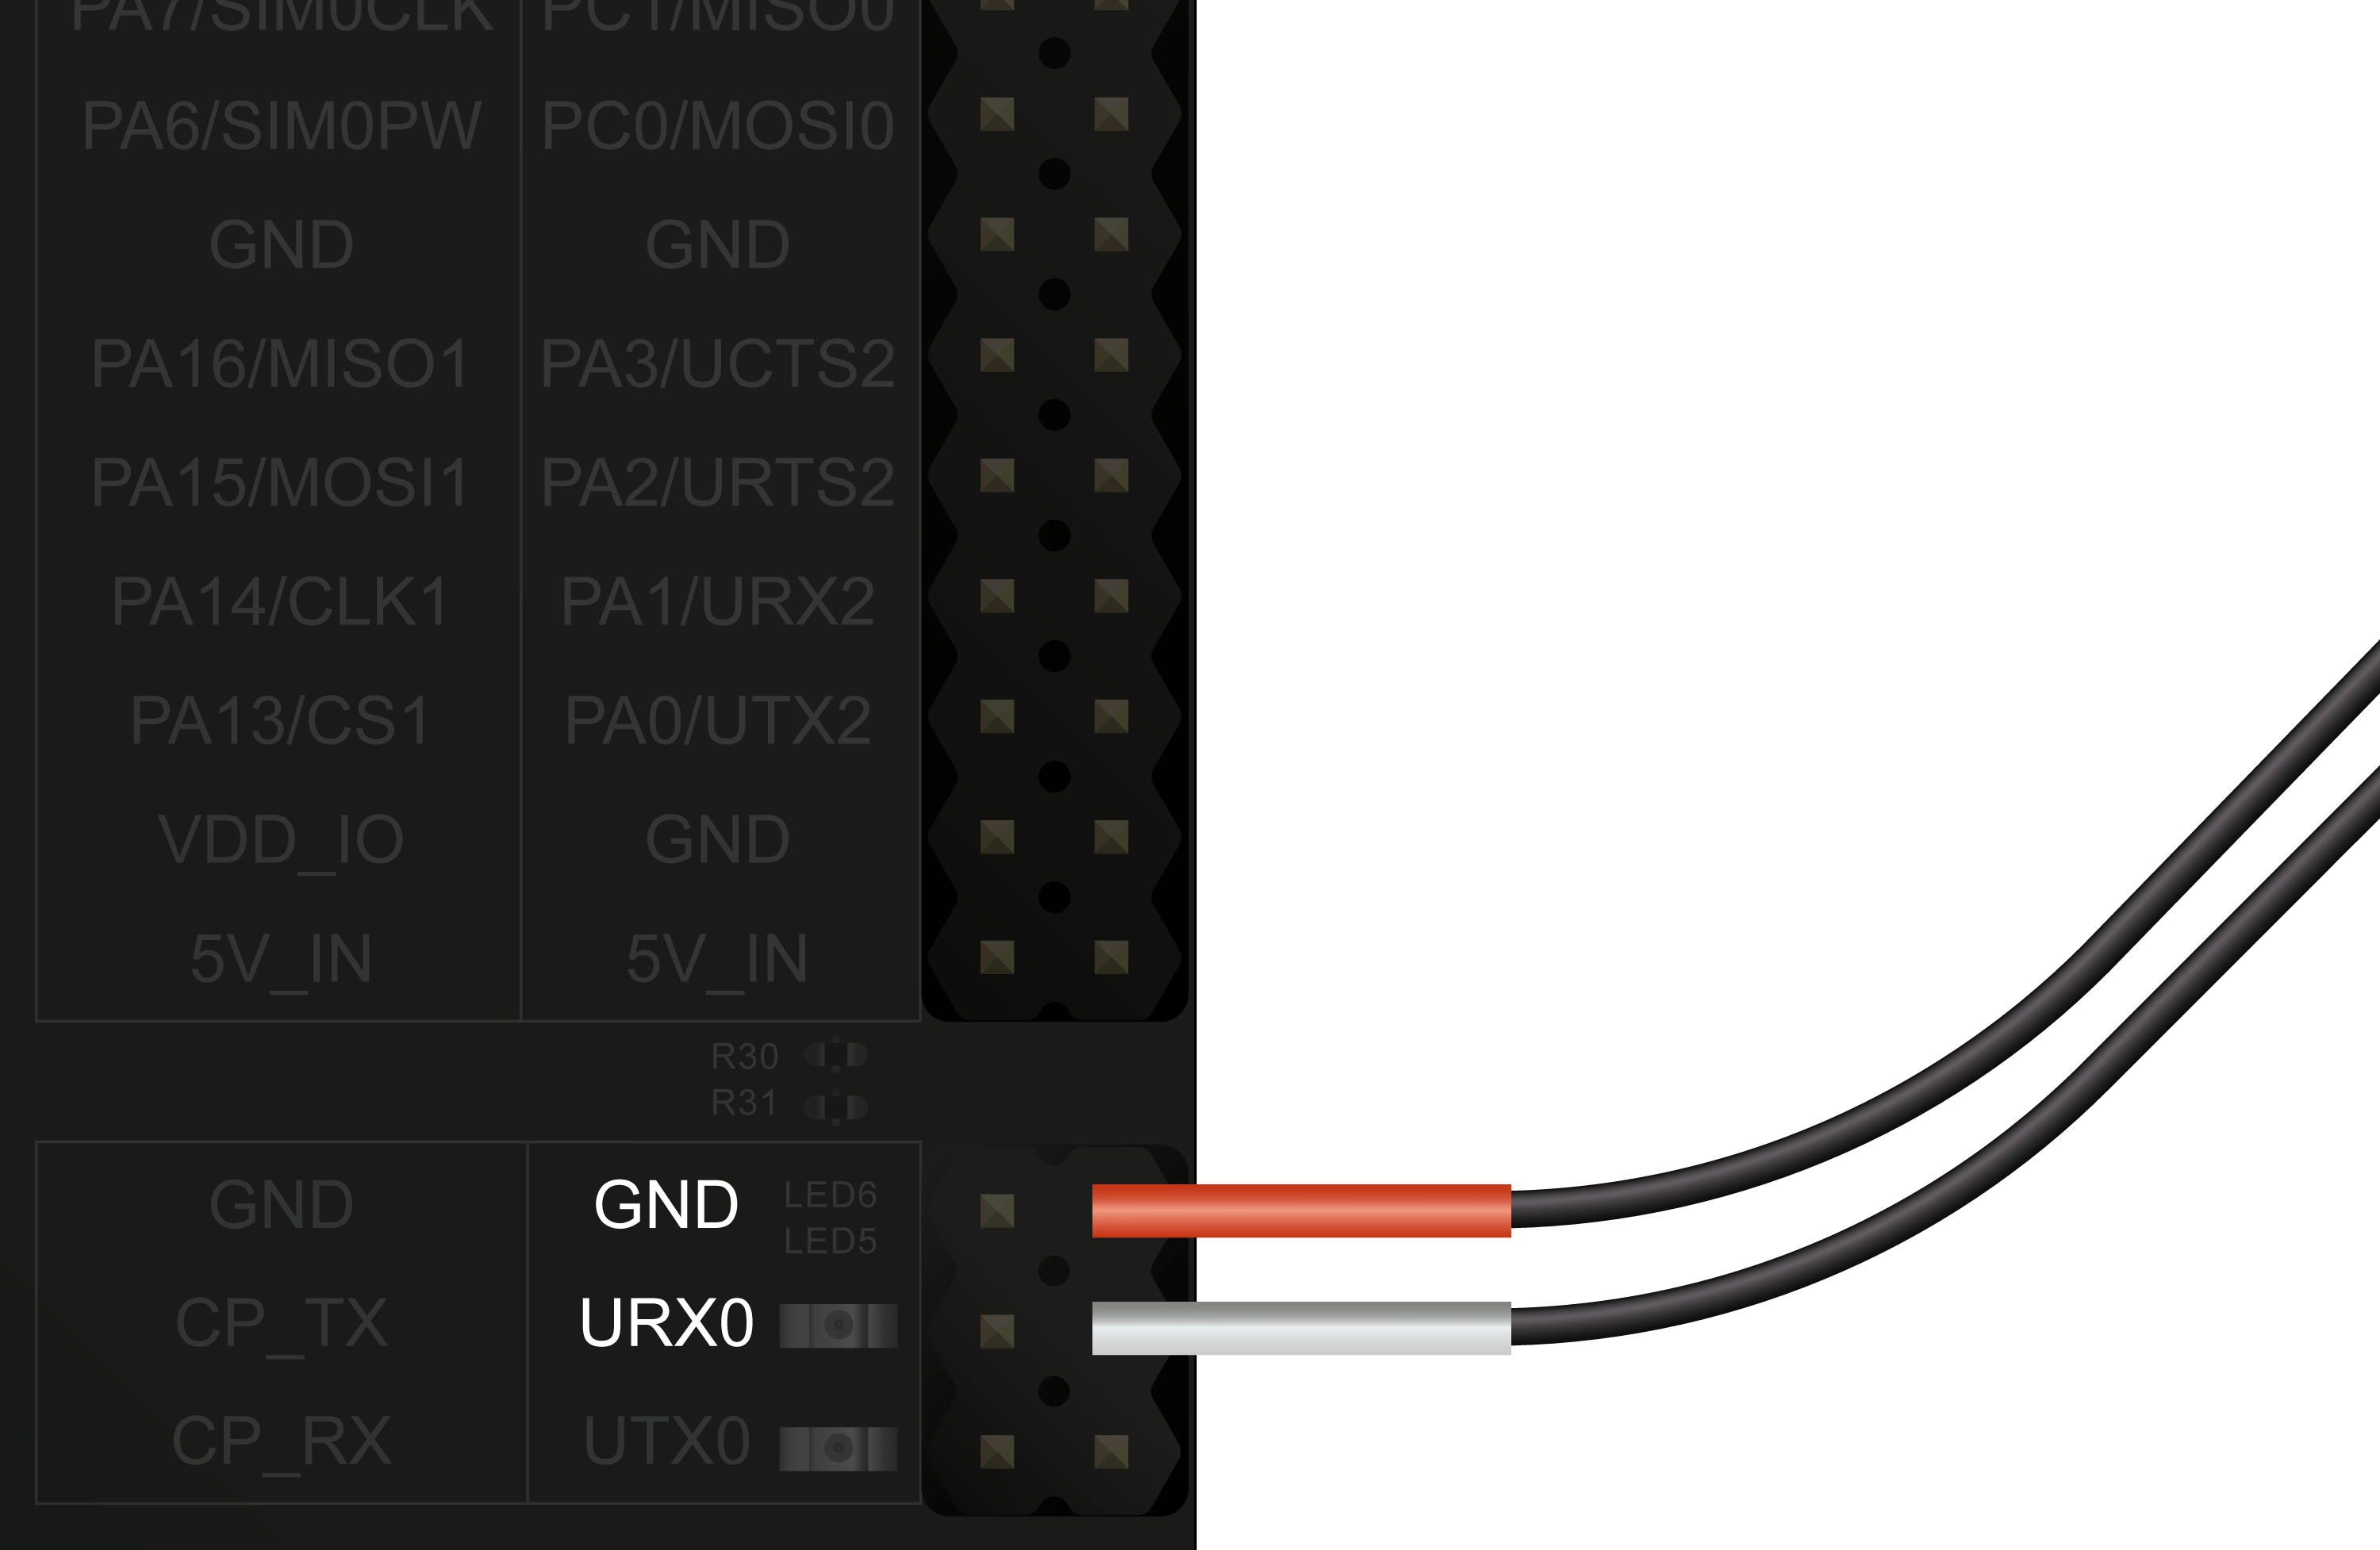 PA7/SIM0CLK PC1/MISO0
PA6/SIM0PW PC0/MOSI0
GND GND
PA16/MISO1 PA3/UCTS2
PA15/MOSI1 PA2/URTS2
PA14/CLK1 PA1/URX2
PA13/CS1 PA0/UTX2
VDD_IO GND
5V_IN 5V_IN
R30
R31
GND GND LED6
LED5
CP_TX URX0
CP_RX UTX0